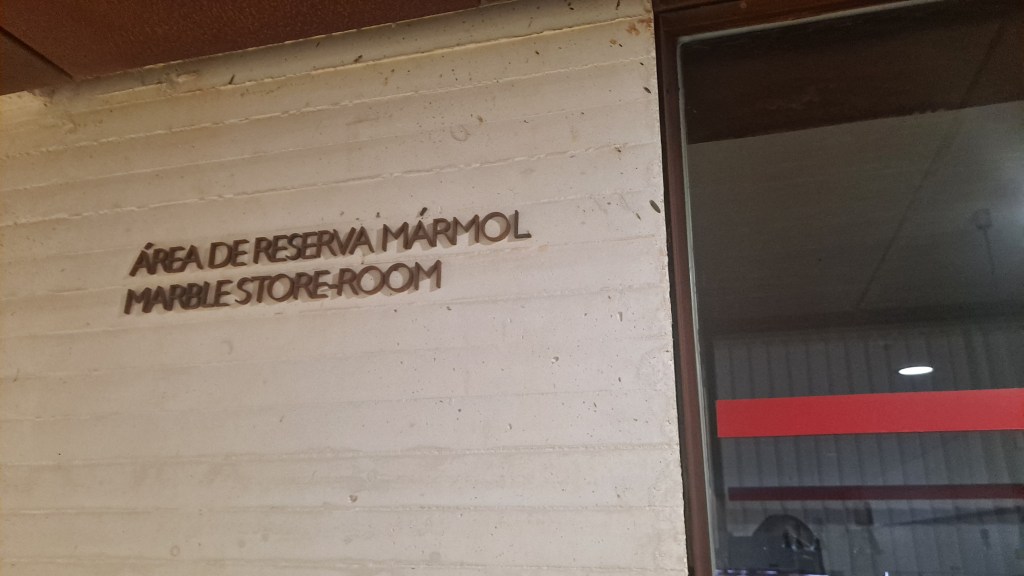 ÁREA DE RESERVA MÁRMOL
MARBLE STORE-ROOM